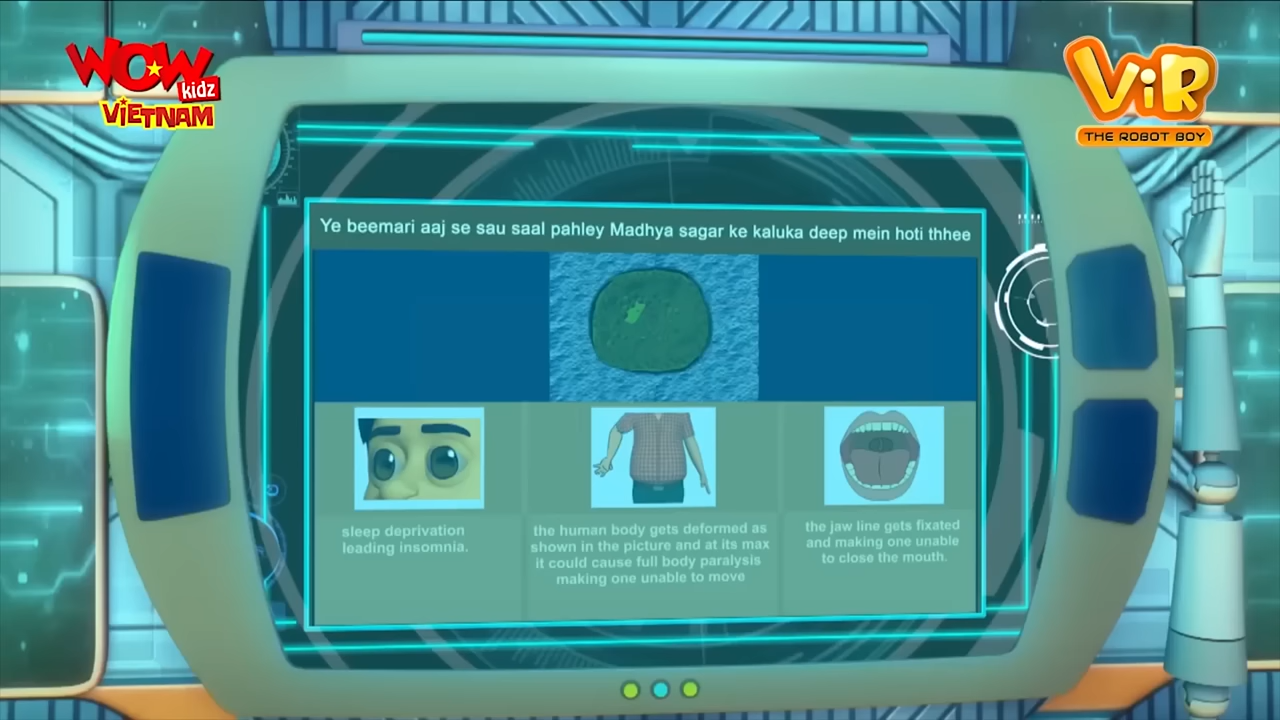 WOW
kidz
VIETNAM
ViR
THE ROBOT BOY
Ye beemari aaj se sau saal pahley Madhya sagar ke kaluka deep mein hoti thhee
sleep deprivation
leading insomnia.
the human body gets deformed as
shown in the picture and at its max
it could cause full body paralysis
making one unable to move
the jaw line gets fixated
and making one unable
to close the mouth.